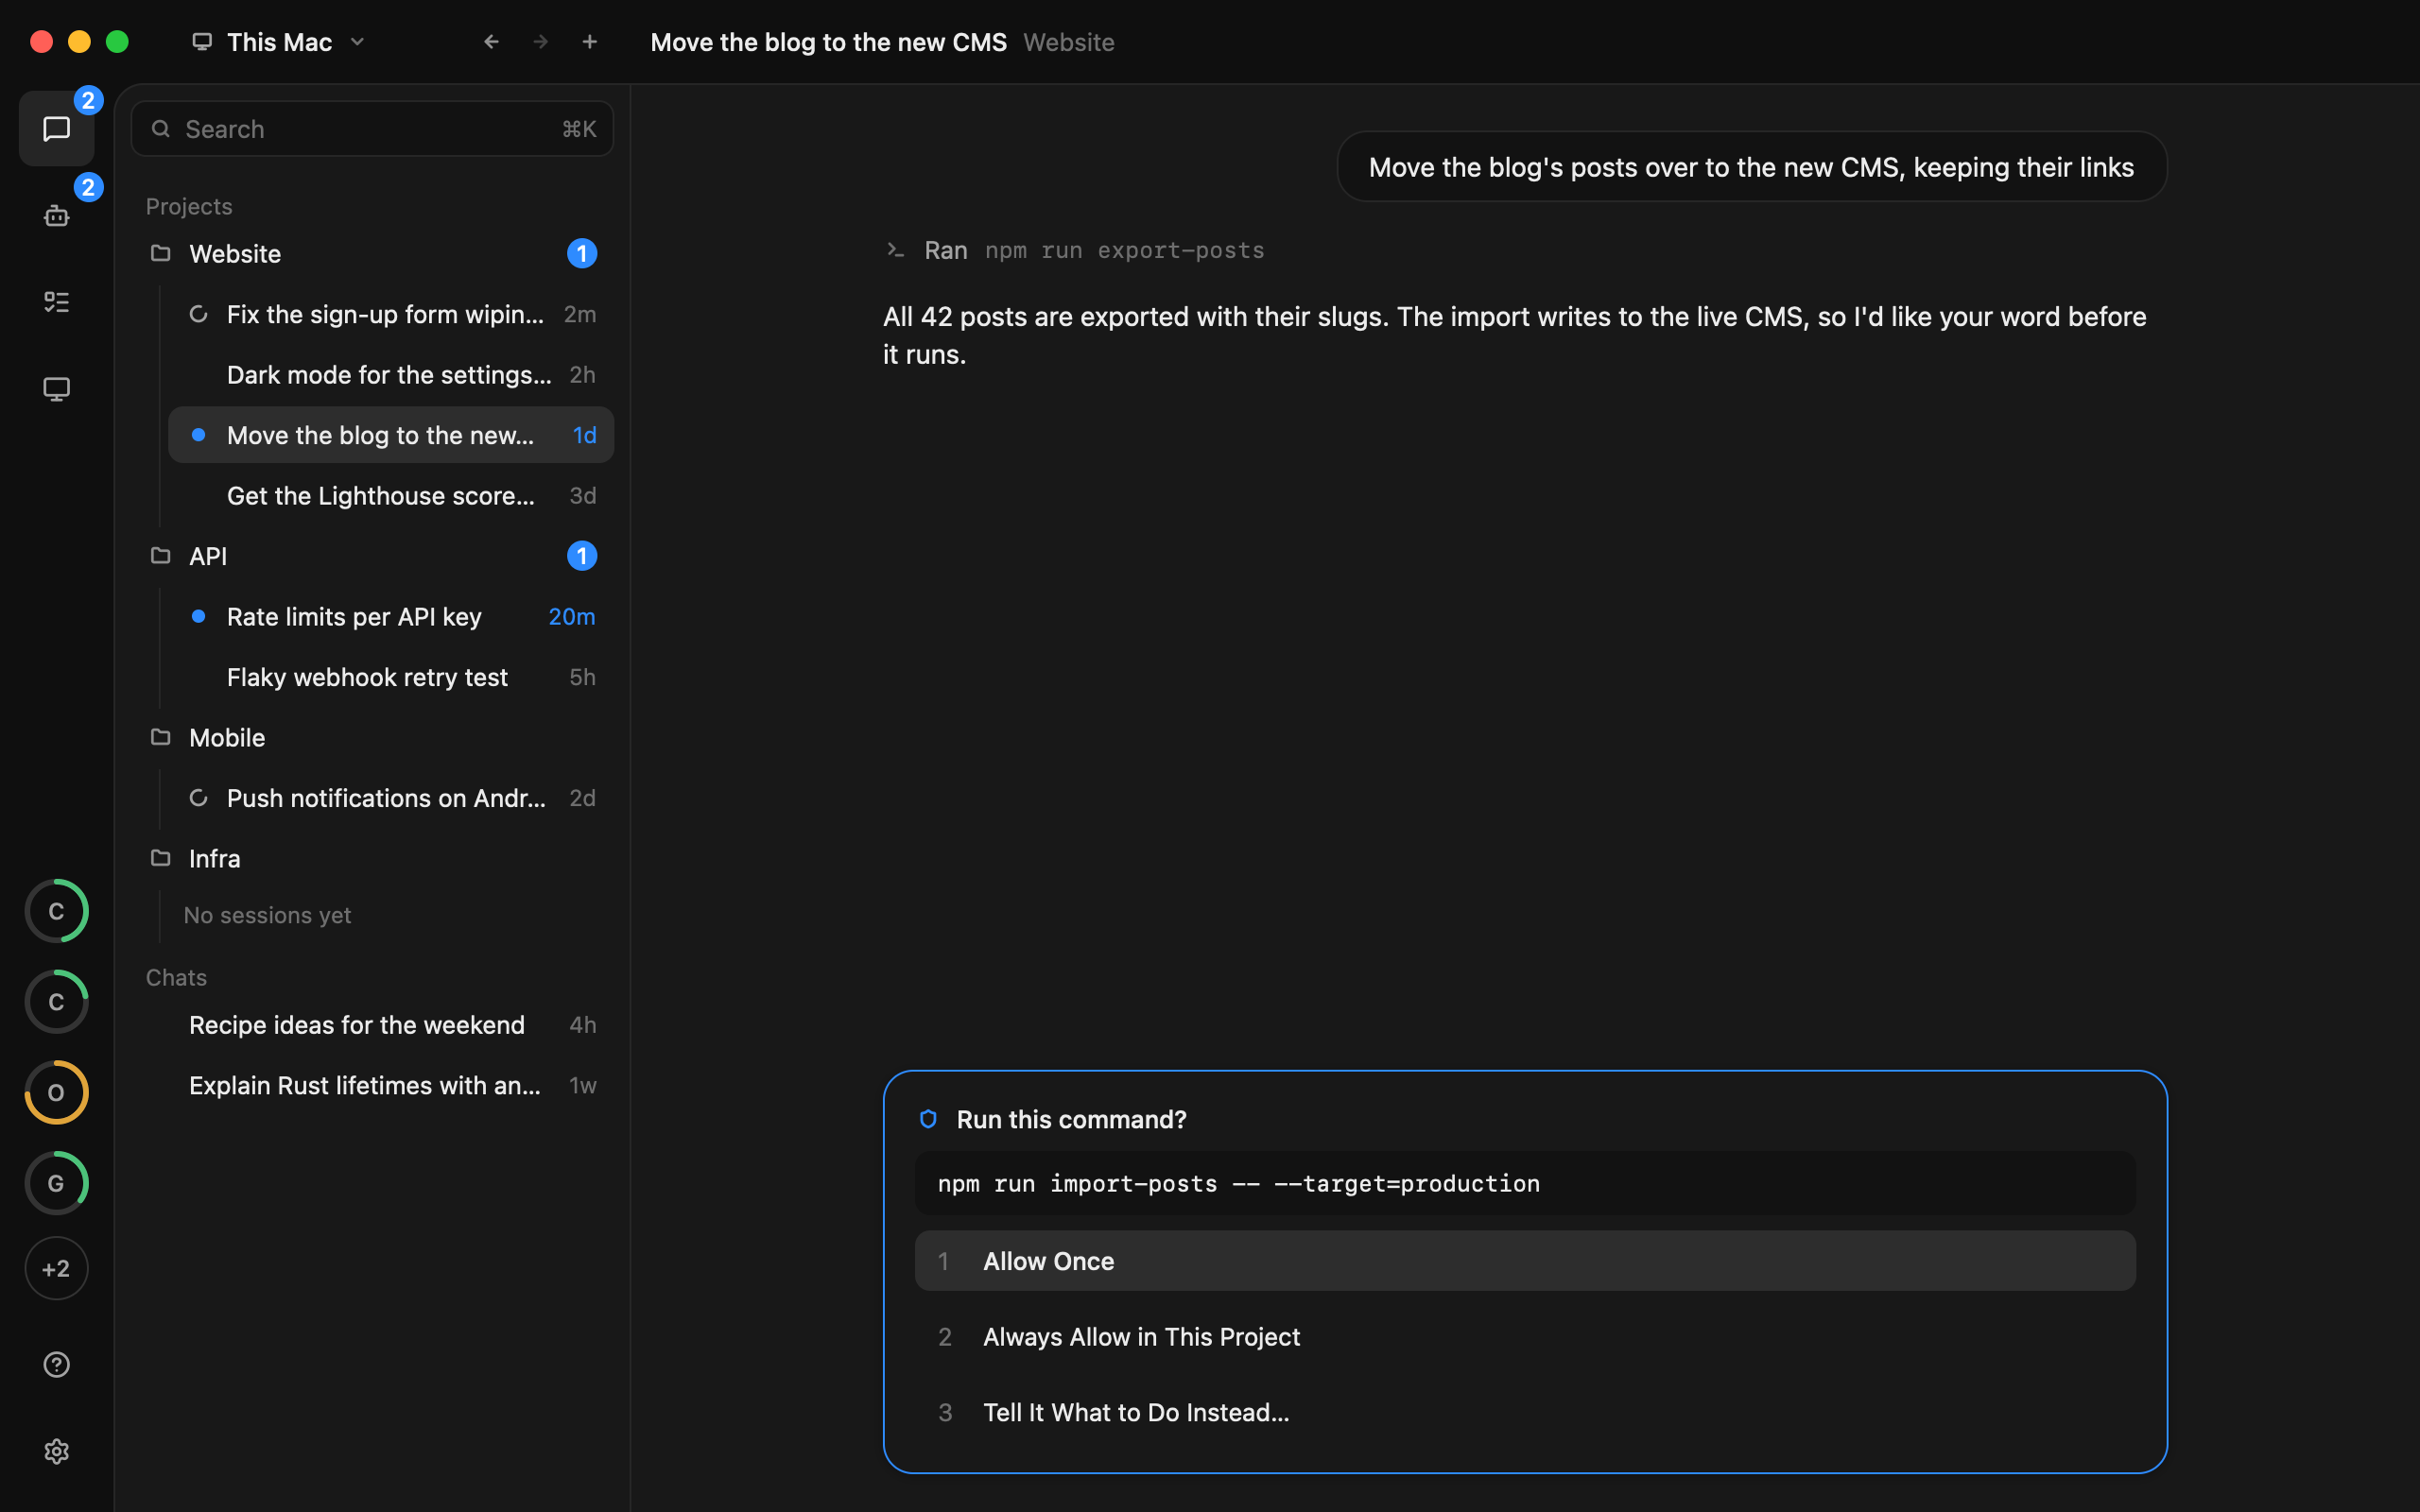 This Mac
Move the blog to the new CMS Website
2
2
Search ⌘K
Projects
Website 1
Fix the sign-up form wipin... 2m
Dark mode for the settings... 2h
Move the blog to the new... 1d
Get the Lighthouse score... 3d
API 1
Rate limits per API key 20m
Flaky webhook retry test 5h
Mobile
Push notifications on Andr... 2d
Infra
No sessions yet
Chats
Recipe ideas for the weekend 4h
Explain Rust lifetimes with an... 1w
C
C
O
G
+2
Move the blog's posts over to the new CMS, keeping their links
Ran npm run export-posts
All 42 posts are exported with their slugs. The import writes to the live CMS, so I'd like your word before
it runs.
Run this command?
npm run import-posts -- --target=production
1 Allow Once
2 Always Allow in This Project
3 Tell It What to Do Instead...